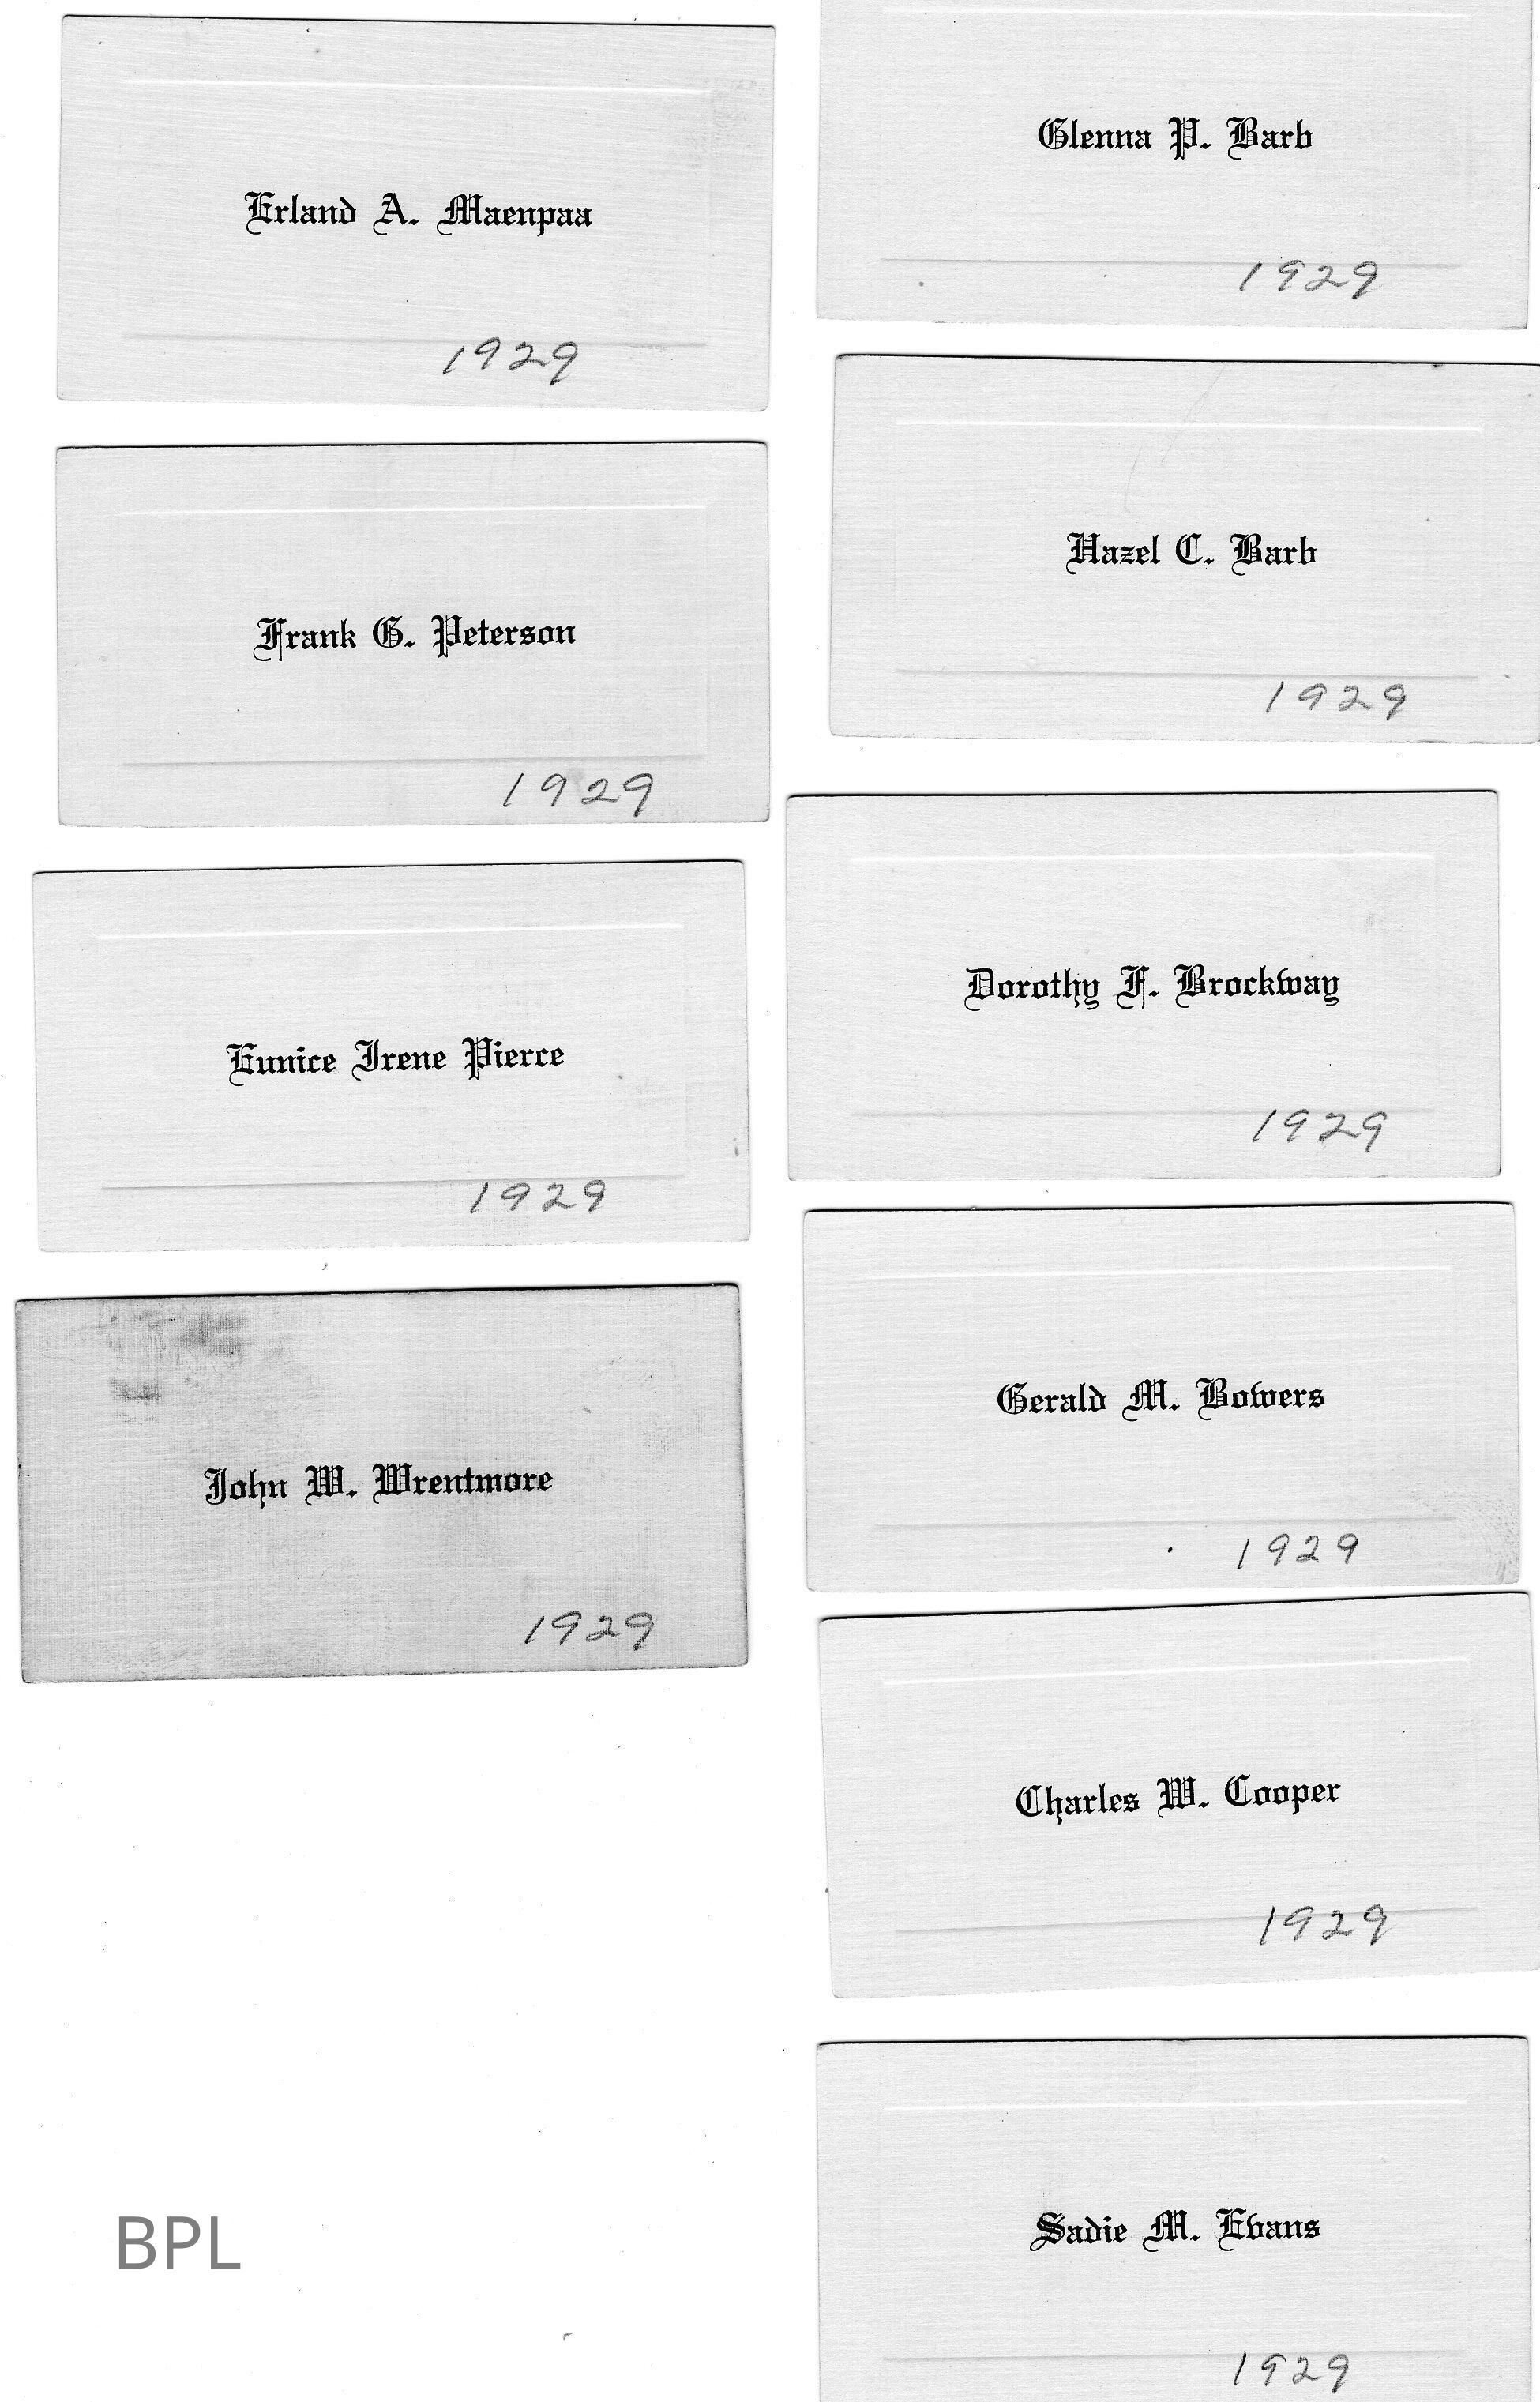 Erland A. Maenpaa
1929
Frank G. Peterson
1929
Eunice Irene Pierce
1929
John W. Wrentmore
1929
BPL
Glenna P. Barb
1929
Hazel C. Barb
1929
Dorothy F. Brockway
1929
Gerald M. Bowers
1929
Charles W. Cooper
1929
Sadie M. Evans
1929